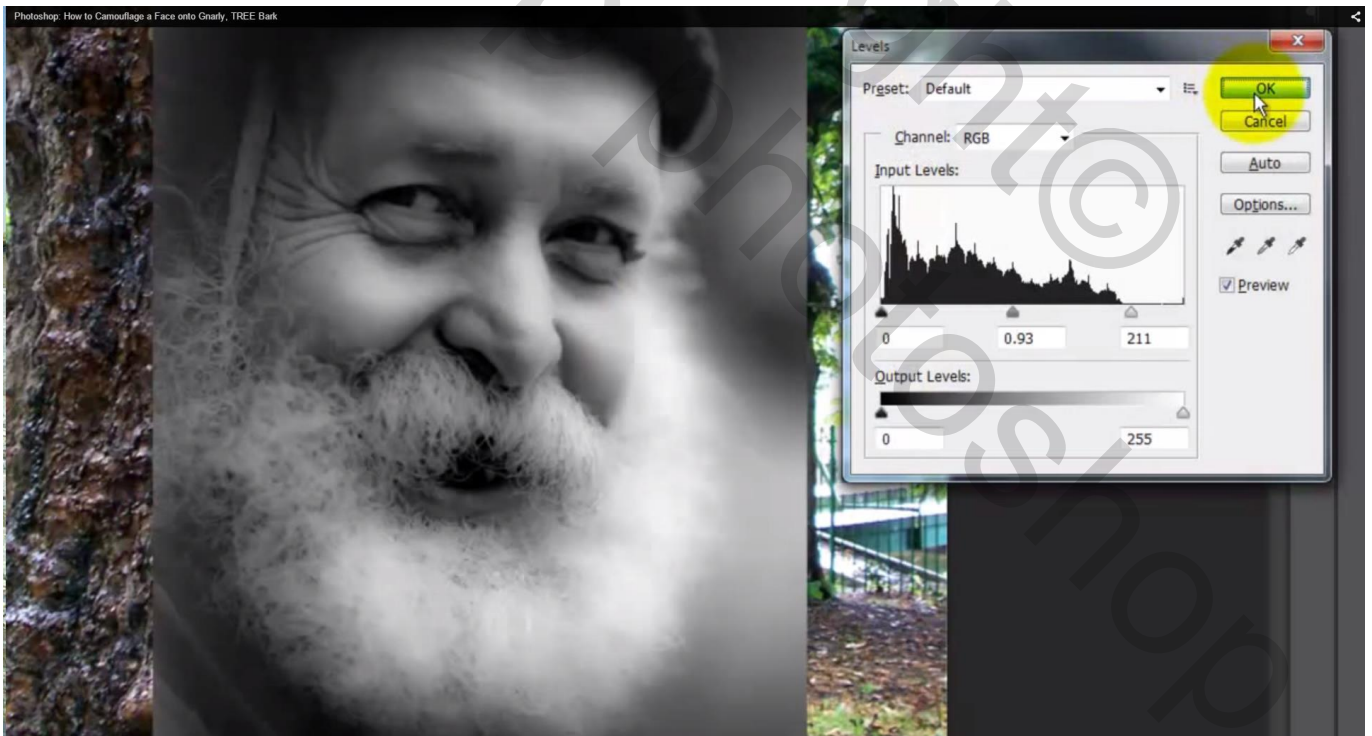 Photoshop: How to Camouflage a Face onto Gnarly, TREE Bark
Levels
Preset: Default
OK
Cancel
Channel: RGB
Auto
Input Levels:
Options...
Preview
0 0.93 211
Output Levels:
0 255
photoshop